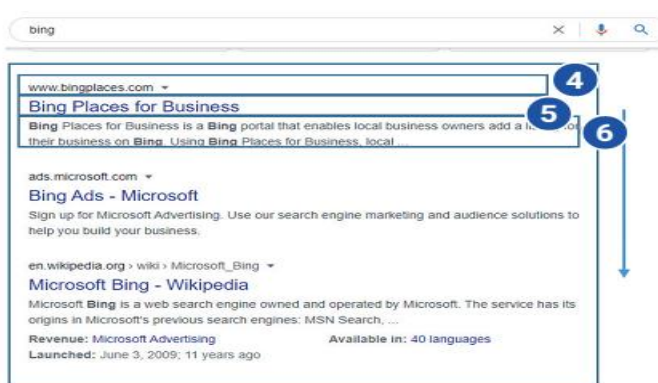 bing
www.bingplaces.com
4
Bing Places for Business
5
Bing Places for Business is a Bing portal that enables local business owners add a for
6
their business on Bing. Using Bing Places for Business, local ...
ads.microsoft.com
Bing Ads - Microsoft
Sign up for Microsoft Advertising. Use our search engine marketing and audience solutions to
help you build your business.
en.wikipedia.org › wiki › Microsoft_Bing
Microsoft Bing - Wikipedia
Microsoft Bing is a web search engine owned and operated by Microsoft. The service has its
origins in Microsoft's previous search engines: MSN Search, ...
Revenue: Microsoft Advertising Available in: 40 languages
Launched: June 3, 2009; 11 years ago